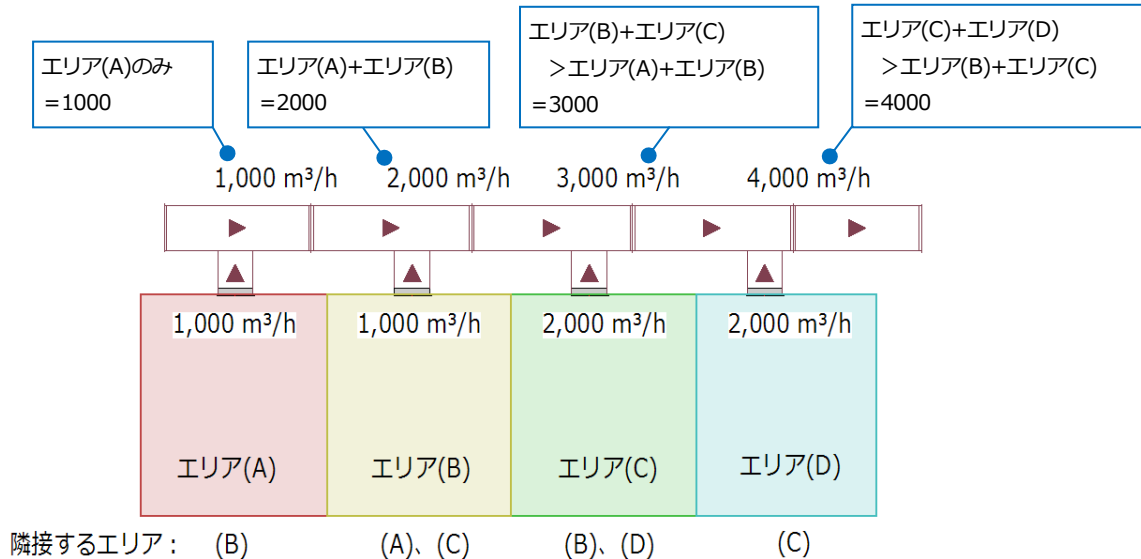 エリア(A)のみ
=1000
エリア(A)+エリア(B)
=2000
エリア(B)+エリア(C)
＞エリア(A)+エリア(B)
=3000
エリア(C)+エリア(D)
＞エリア(B)+エリア(C)
=4000
1,000 m³/h 2,000 m³/h 3,000 m³/h 4,000 m³/h
1,000 m³/h 1,000 m³/h 2,000 m³/h 2,000 m³/h
エリア(A) エリア(B) エリア(C) エリア(D)
隣接するエリア： (B) (A)、(C) (B)、(D) (C)